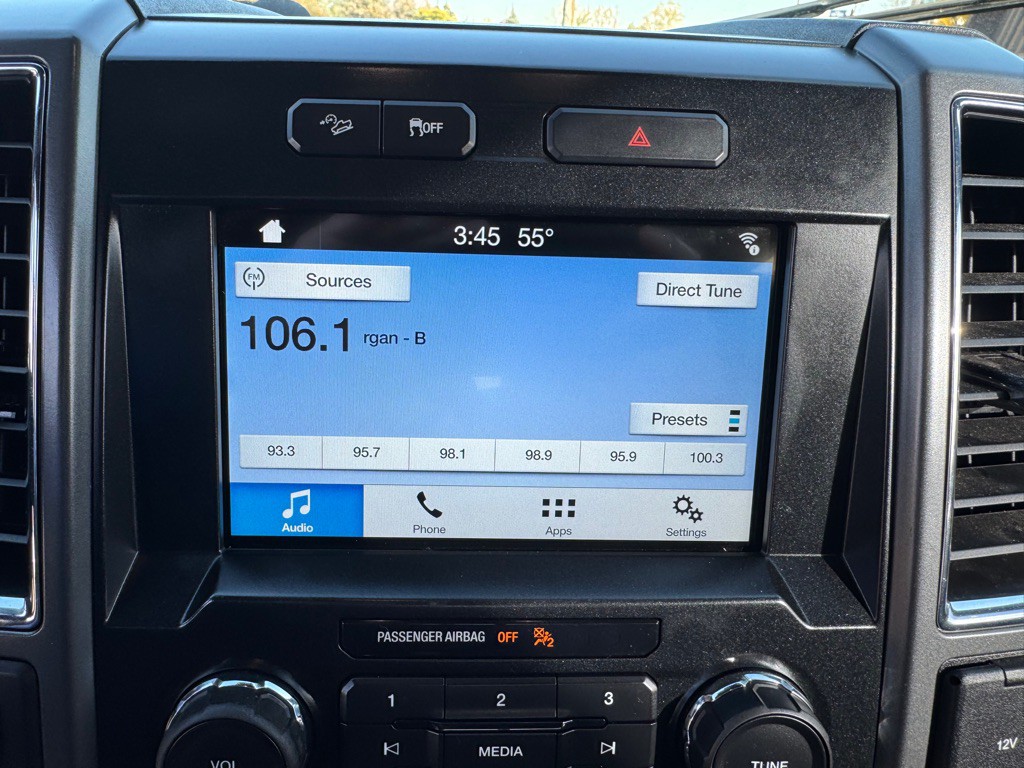 OFF
3:45 55°
FM Sources
Direct Tune
106.1 rgan - B
Presets
93.3 95.7 98.1 98.9 95.9 100.3
Audio Phone Apps Settings
PASSENGER AIRBAG OFF 2
1 2 3
MEDIA
VOL TUNE
12V